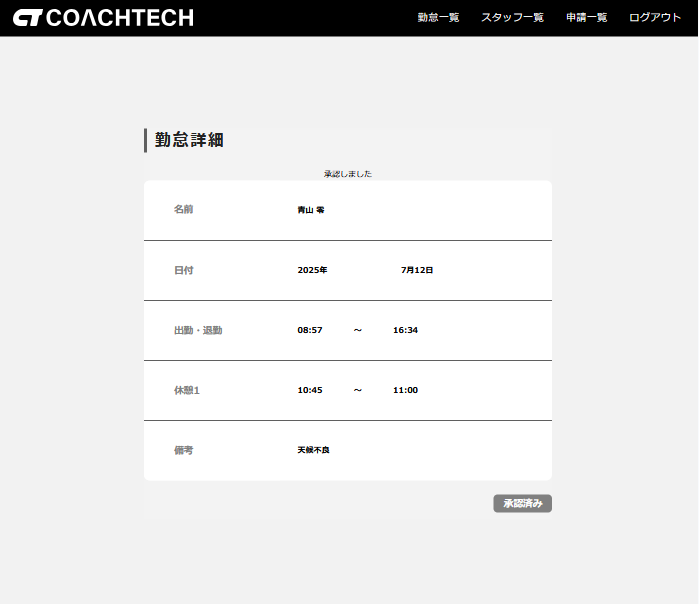 COACHTECH 勤怠一覧 スタッフ一覧 申請一覧 ログアウト
勤怠詳細
承認しました
名前 青山 零
日付 2025年 7月12日
出勤・退勤 08:57 ～ 16:34
休憩1 10:45 ～ 11:00
備考 天候不良
承認済み